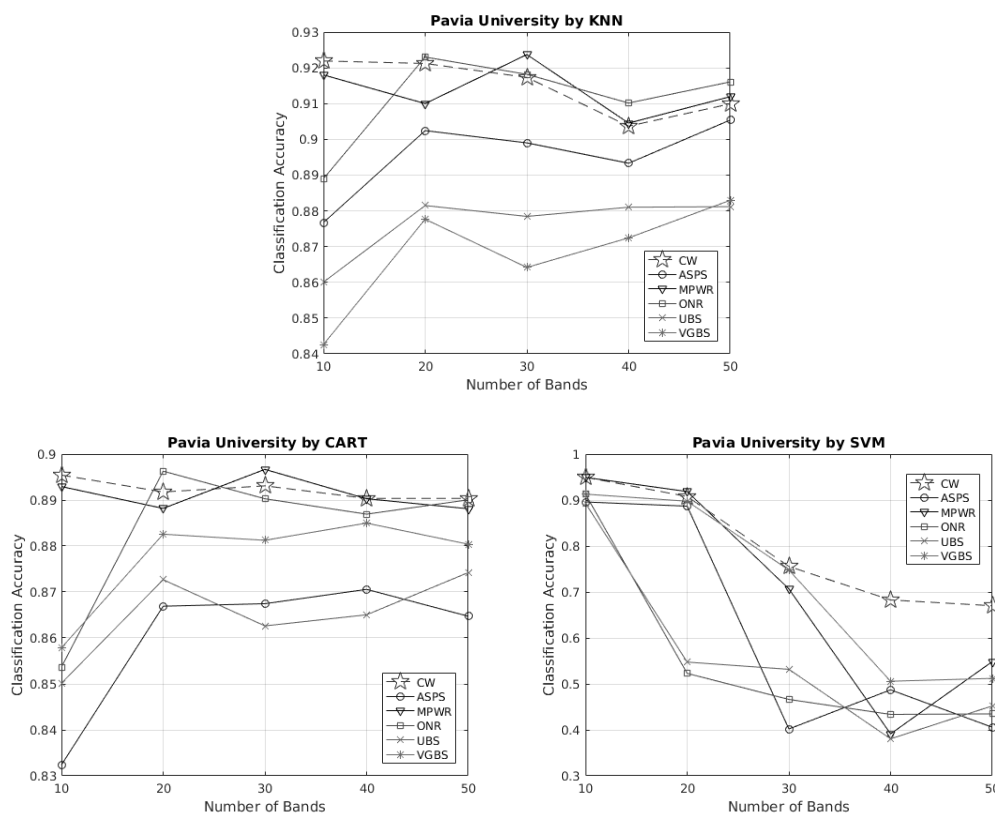 Pavia University by KNN
0.93
0.92
0.91
0.9
0.89
0.88
0.87
0.86
0.85
0.84
Classification Accuracy
CW
ASPS
MPWR
ONR
UBS
VGBS
10 20 30 40 50
Number of Bands
Pavia University by CART
0.9
0.89
0.88
0.87
0.86
0.85
0.84
0.83
Classification Accuracy
CW
ASPS
MPWR
ONR
UBS
VGBS
10 20 30 40 50
Number of Bands
Pavia University by SVM
1
0.9
0.8
0.7
0.6
0.5
0.4
0.3
Classification Accuracy
CW
ASPS
MPWR
ONR
UBS
VGBS
10 20 30 40 50
Number of Bands